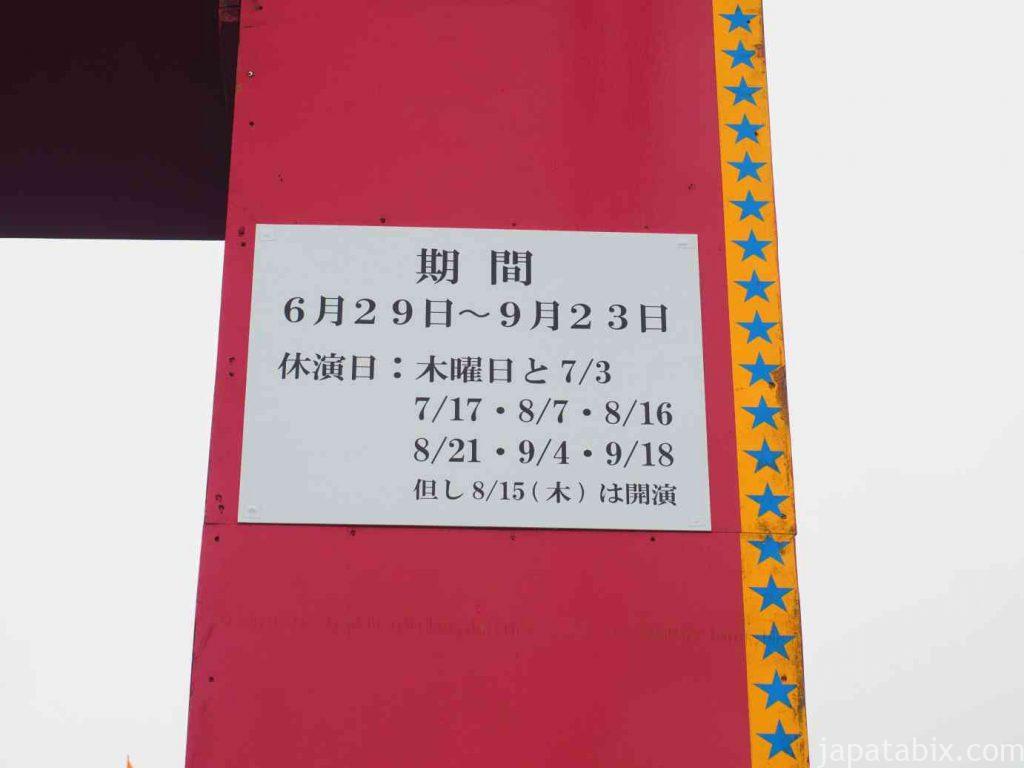 期 間
6月29日～9月23日
休演日：木曜日と7/3
7/17・8/7・8/16
8/21・9/4・9/18
但し8/15(木)は開演
japatabix.com